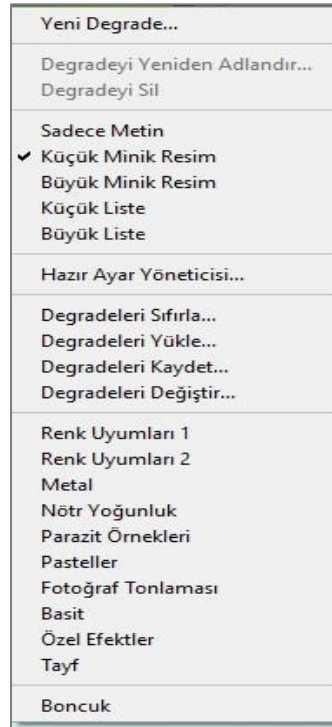 Yeni Degrade...
Degradeyi Yeniden Adlandır...
Degradeyi Sil
Sadece Metin
Küçük Minik Resim
Büyük Minik Resim
Küçük Liste
Büyük Liste
Hazır Ayar Yöneticisi...
Degradeleri Sıfırla...
Degradeleri Yükle...
Degradeleri Kaydet...
Degradeleri Değiştir...
Renk Uyumları 1
Renk Uyumları 2
Metal
Nötr Yoğunluk
Parazit Örnekleri
Pasteller
Fotoğraf Tonlaması
Basit
Özel Efektler
Tayf
Boncuk